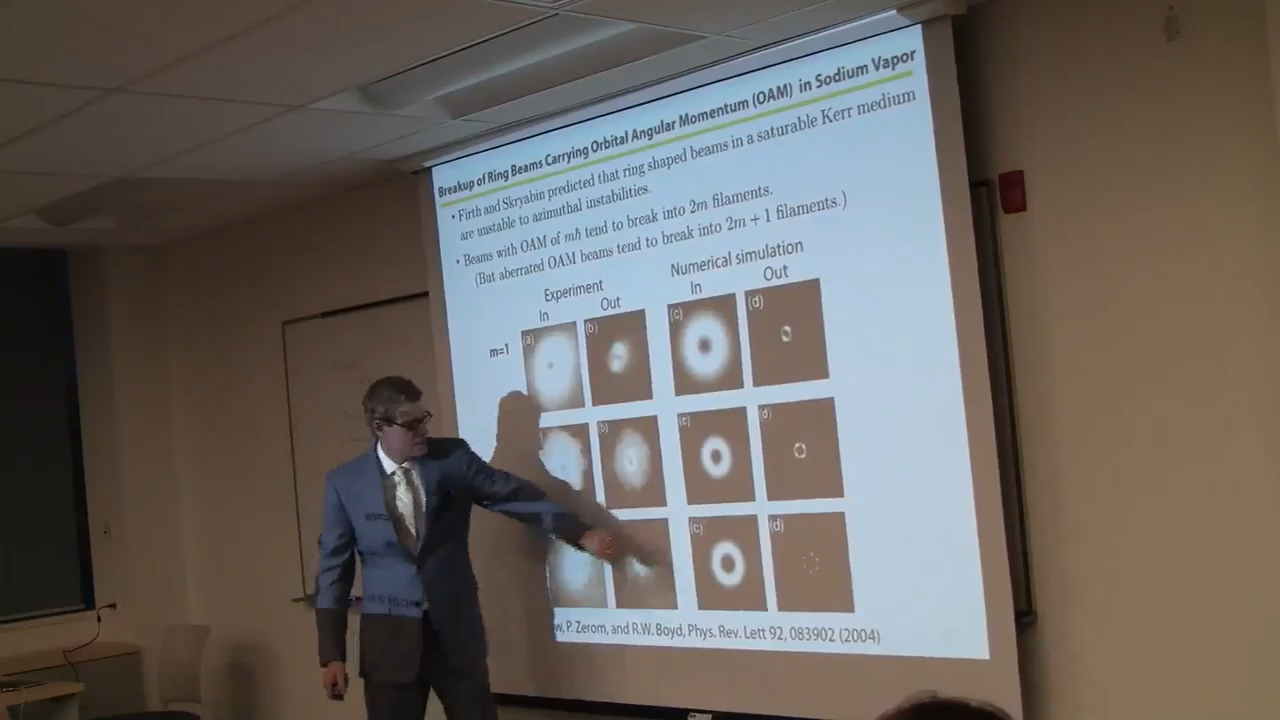 Breakup of Ring Beams Carrying Orbital Angular Momentum (OAM) in Sodium Vapor
• Firth and Skryabin predicted that ring shaped beams in a saturable Kerr medium
are unstable to azimuthal instabilities.
• Beams with OAM of mℏ tend to break into 2m filaments.
(But aberrated OAM beams tend to break into 2m + 1 filaments.)
Experiment Numerical simulation
In Out In Out
m=1 (a) (b) (c) (d)
(b) (c) (d)
(c) (d)
P. Zerom, and R.W. Boyd, Phys. Rev. Lett 92, 083902 (2004)